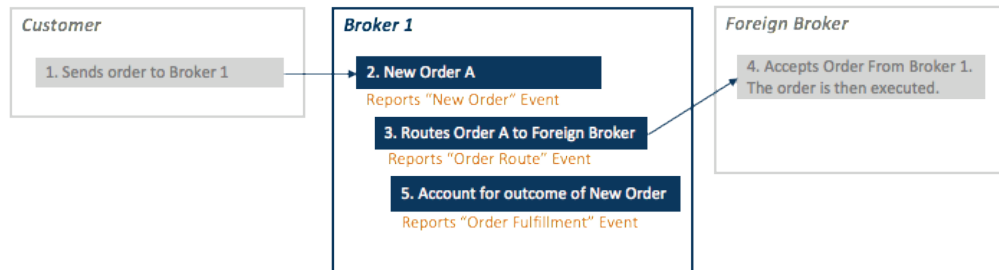 Customer
1. Sends order to Broker 1
Broker 1
2. New Order A
Reports “New Order” Event
3. Routes Order A to Foreign Broker
Reports “Order Route” Event
5. Account for outcome of New Order
Reports “Order Fulfillment” Event
Foreign Broker
4. Accepts Order From Broker 1.
The order is then executed.